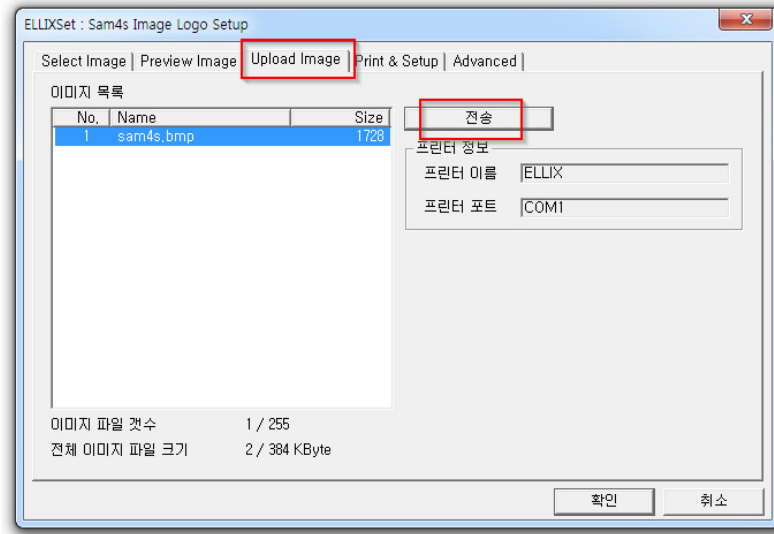 ELLIXSet : Sam4s Image Logo Setup
Select Image | Preview Image | Upload Image | Print & Setup | Advanced |
이미지 목록
No. Name Size
1 sam4s.bmp 1728
전송
프린터 정보
프린터 이름 ELLIX
프린터 포트 COM1
이미지 파일 갯수 1 / 255
전체 이미지 파일 크기 2 / 384 KByte
확인 취소